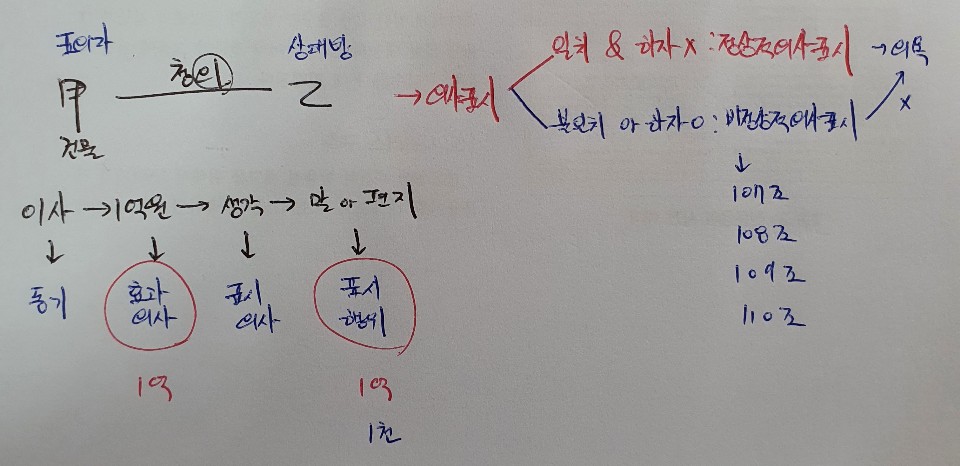 표의자
상대방
甲 청약 乙
건물
→ 의사표시
일치 & 하자 X : 정상적의사표시 → 의욕
불일치 or 하자 O : 비정상적의사표시
X
↓
107조
108조
109조
110조
이사 → 1억원 → 생각 → 말 or 편지
↓ ↓ ↓ ↓
동기 효과의사 표시의사 표시행위
1억 1억
1천